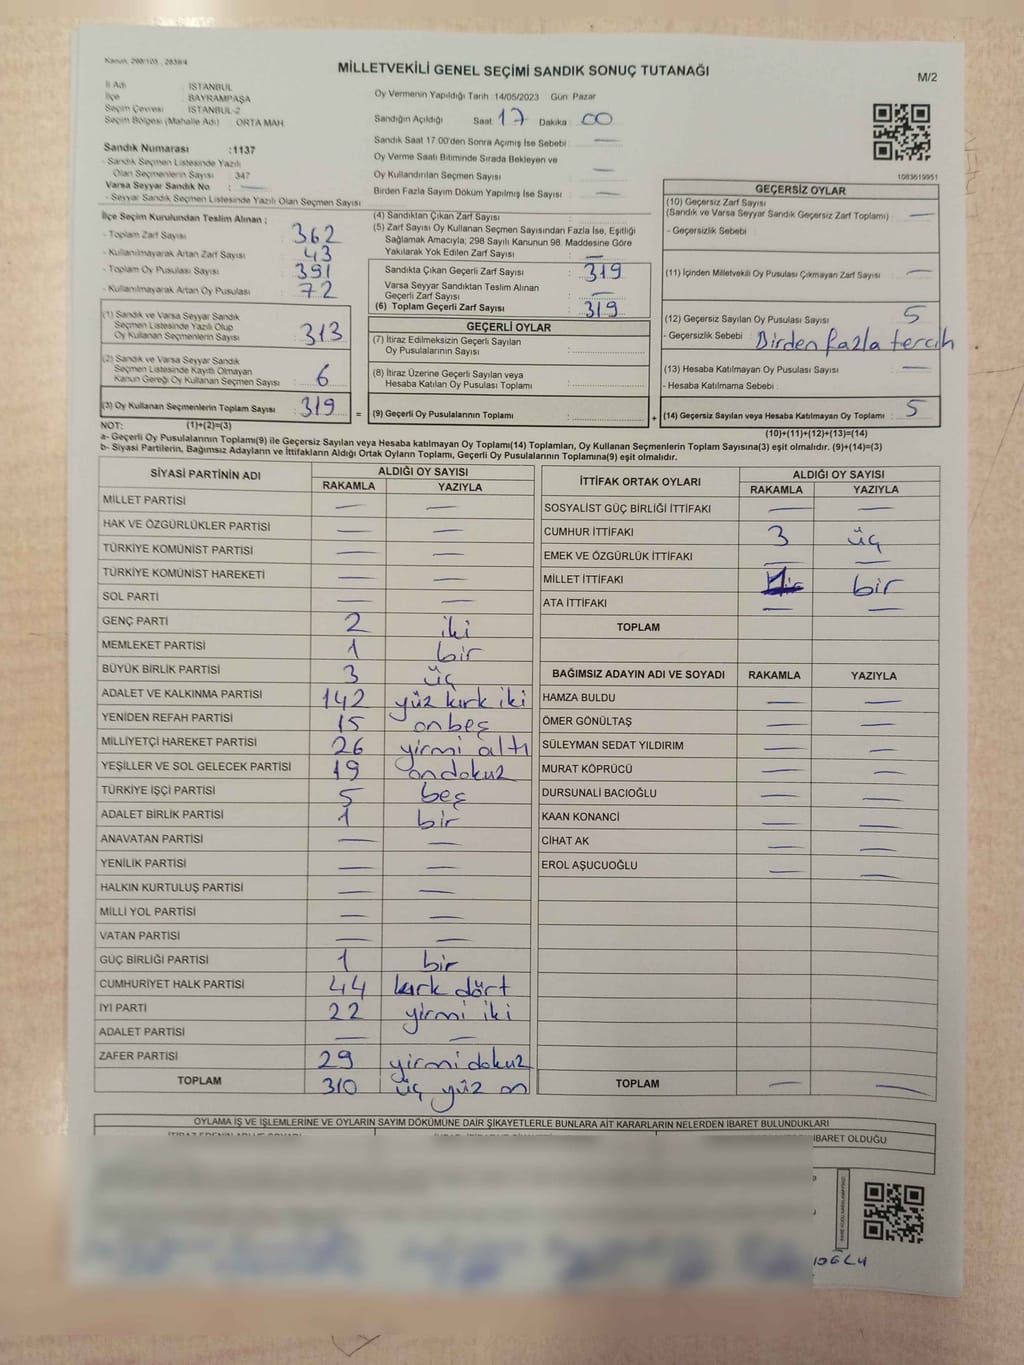 Kanun, 298/105 , 2839/4
MİLLETVEKİLİ GENEL SEÇİMİ SANDIK SONUÇ TUTANAĞI
M/2
İl Adı : İSTANBUL
İlçe : BAYRAMPAŞA
Seçim Çevresi : İSTANBUL-2
Seçim Bölgesi (Mahalle Adı) : ORTA MAH
Oy Vermenin Yapıldığı Tarih :14/05/2023 Gün: Pazar
Sandığın Açıldığı Saat: 17 Dakika : 00
Sandık Saat 17:00'den Sonra Açımış İse Sebebi : —
Oy Verme Saati Bitiminde Sırada Bekleyen ve
Oy Kullandırılan Seçmen Sayısı : —
Birden Fazla Sayım Döküm Yapılmış İse Sayısı : —
Sandık Numarası :1137
- Sandık Seçmen Listesinde Yazılı
Olan Seçmenlerin Sayısı : 347
Varsa Seyyar Sandık No : —
- Seyyar Sandık Seçmen Listesinde Yazılı Olan Seçmen Sayısı
1083619951
İlçe Seçim Kurulundan Teslim Alınan ;
- Toplam Zarf Sayısı : 362
- Kullanılmayarak Artan Zarf Sayısı : 43
- Toplam Oy Pusulası Sayısı : 391
- Kullanılmayarak Artan Oy Pusulası : 72
(1) Sandık ve Varsa Seyyar Sandık
Seçmen Listesinde Yazılı Olup
Oy Kullanan Seçmenlerin Sayısı : 313
(2) Sandık ve Varsa Seyyar Sandık
Seçmen Listesinde Kayıtlı Olmayan
Kanun Gereği Oy Kullanan Seçmen Sayısı : 6
(3) Oy Kullanan Seçmenlerin Toplam Sayısı : 319
(1)+(2)=(3)
(4) Sandıktan Çıkan Zarf Sayısı :
(5) Zarf Sayısı Oy Kullanan Seçmen Sayısından Fazla İse, Eşitliği
Sağlamak Amacıyla; 298 Sayılı Kanunun 98. Maddesine Göre
Yakılarak Yok Edilen Zarf Sayısı : —
Sandıkta Çıkan Geçerli Zarf Sayısı : 319
Varsa Seyyar Sandıktan Teslim Alınan
Geçerli Zarf Sayısı : —
(6) Toplam Geçerli Zarf Sayısı : 319
GEÇERLİ OYLAR
(7) İtiraz Edilmeksizin Geçerli Sayılan
Oy Pusulalarının Sayısı :
(8) İtiraz Üzerine Geçerli Sayılan veya
Hesaba Katılan Oy Pusulası Toplamı :
= (9) Geçerli Oy Pusulalarının Toplamı : +
GEÇERSİZ OYLAR
(10) Geçersiz Zarf Sayısı
(Sandık ve Varsa Seyyar Sandık Geçersiz Zarf Toplamı) : —
- Geçersizlik Sebebi :
(11) İçinden Milletvekili Oy Pusulası Çıkmayan Zarf Sayısı : —
(12) Geçersiz Sayılan Oy Pusulası Sayısı : 5
- Geçersizlik Sebebi : Birden fazla tercih
(13) Hesaba Katılmayan Oy Pusulası Sayısı : —
- Hesaba Katılmama Sebebi :
(14) Geçersiz Sayılan veya Hesaba Katılmayan Oy Toplamı : 5
(10)+(11)+(12)+(13)=(14)
NOT:
a- Geçerli Oy Pusulalarının Toplamı(9) ile Geçersiz Sayılan veya Hesaba katılmayan Oy Toplamı(14) Toplamları, Oy Kullanan Seçmenlerin Toplam Sayısına(3) eşit olmalıdır. (9)+(14)=(3)
b- Siyasi Partilerin, Bağımsız Adayların ve İttifakların Aldığı Ortak Oyların Toplamı, Geçerli Oy Pusulalarının Toplamına(9) eşit olmalıdır.
SİYASİ PARTİNİN ADI ALDIĞI OY SAYISI
RAKAMLA YAZIYLA
MİLLET PARTİSİ — —
HAK VE ÖZGÜRLÜKLER PARTİSİ — —
TÜRKİYE KOMÜNİST PARTİSİ — —
TÜRKİYE KOMÜNİST HAREKETİ — —
SOL PARTİ — —
GENÇ PARTİ 2 iki
MEMLEKET PARTİSİ 1 bir
BÜYÜK BİRLİK PARTİSİ 3 üç
ADALET VE KALKINMA PARTİSİ 142 yüz kırk iki
YENİDEN REFAH PARTİSİ 15 onbeş
MİLLİYETÇİ HAREKET PARTİSİ 26 yirmi altı
YEŞİLLER VE SOL GELECEK PARTİSİ 19 ondokuz
TÜRKİYE İŞÇİ PARTİSİ 5 beş
ADALET BİRLİK PARTİSİ 1 bir
ANAVATAN PARTİSİ — —
YENİLİK PARTİSİ — —
HALKIN KURTULUŞ PARTİSİ — —
MİLLİ YOL PARTİSİ — —
VATAN PARTİSİ — —
GÜÇ BİRLİĞİ PARTİSİ 1 bir
CUMHURİYET HALK PARTİSİ 44 kırk dört
İYİ PARTİ 22 yirmi iki
ADALET PARTİSİ — —
ZAFER PARTİSİ 29 yirmi dokuz
TOPLAM 310 üç yüz on
İTTİFAK ORTAK OYLARI ALDIĞI OY SAYISI
RAKAMLA YAZIYLA
SOSYALİST GÜÇ BİRLİĞİ İTTİFAKI — —
CUMHUR İTTİFAKI 3 üç
EMEK VE ÖZGÜRLÜK İTTİFAKI — —
MİLLET İTTİFAKI 1 bir
ATA İTTİFAKI — —
TOPLAM
BAĞIMSIZ ADAYIN ADI VE SOYADI RAKAMLA YAZIYLA
HAMZA BULDU — —
ÖMER GÖNÜLTAŞ — —
SÜLEYMAN SEDAT YILDIRIM — —
MURAT KÖPRÜCÜ — —
DURSUNALİ BACIOĞLU — —
KAAN KONANCİ — —
CİHAT AK — —
EROL AŞUCUOĞLU — —
TOPLAM — —
OYLAMA İŞ VE İŞLEMLERİNE VE OYLARIN SAYIM DÖKÜMÜNE DAİR ŞİKAYETLERLE BUNLARA AİT KARARLARIN NELERDEN İBARET BULUNDUKLARI
İBARET OLDUĞU